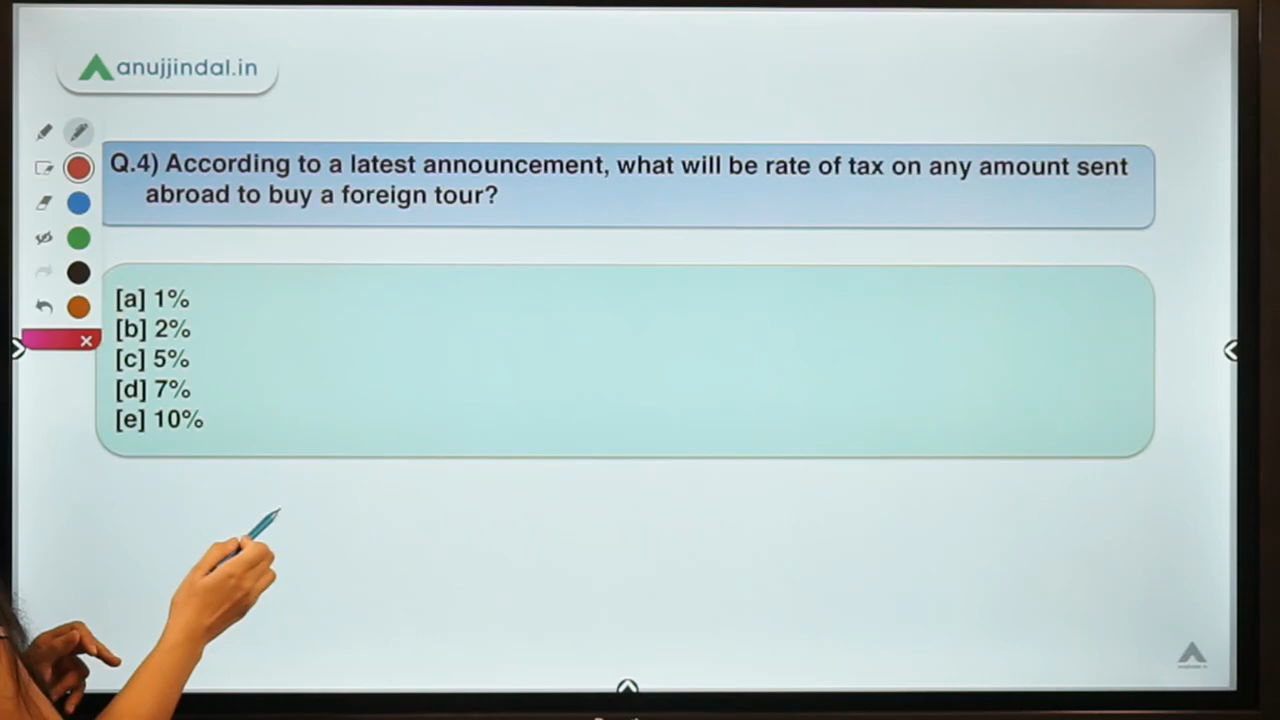 anujjindal.in
Q.4) According to a latest announcement, what will be rate of tax on any amount sent
abroad to buy a foreign tour?
[a] 1%
[b] 2%
[c] 5%
[d] 7%
[e] 10%